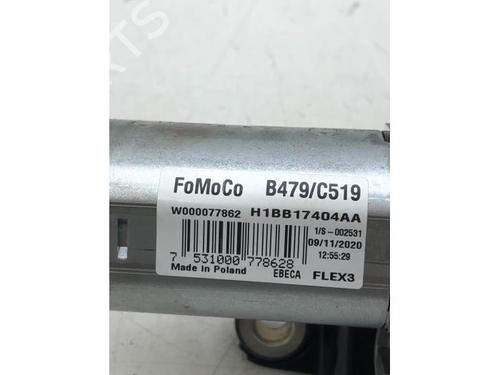 FoMoCo B479/C519
W000077862 H1BB17404AA
1/S-002531
09/11/2020
12:55:29
7 531000 778628
Made in Poland EBECA FLEX3
PARTS